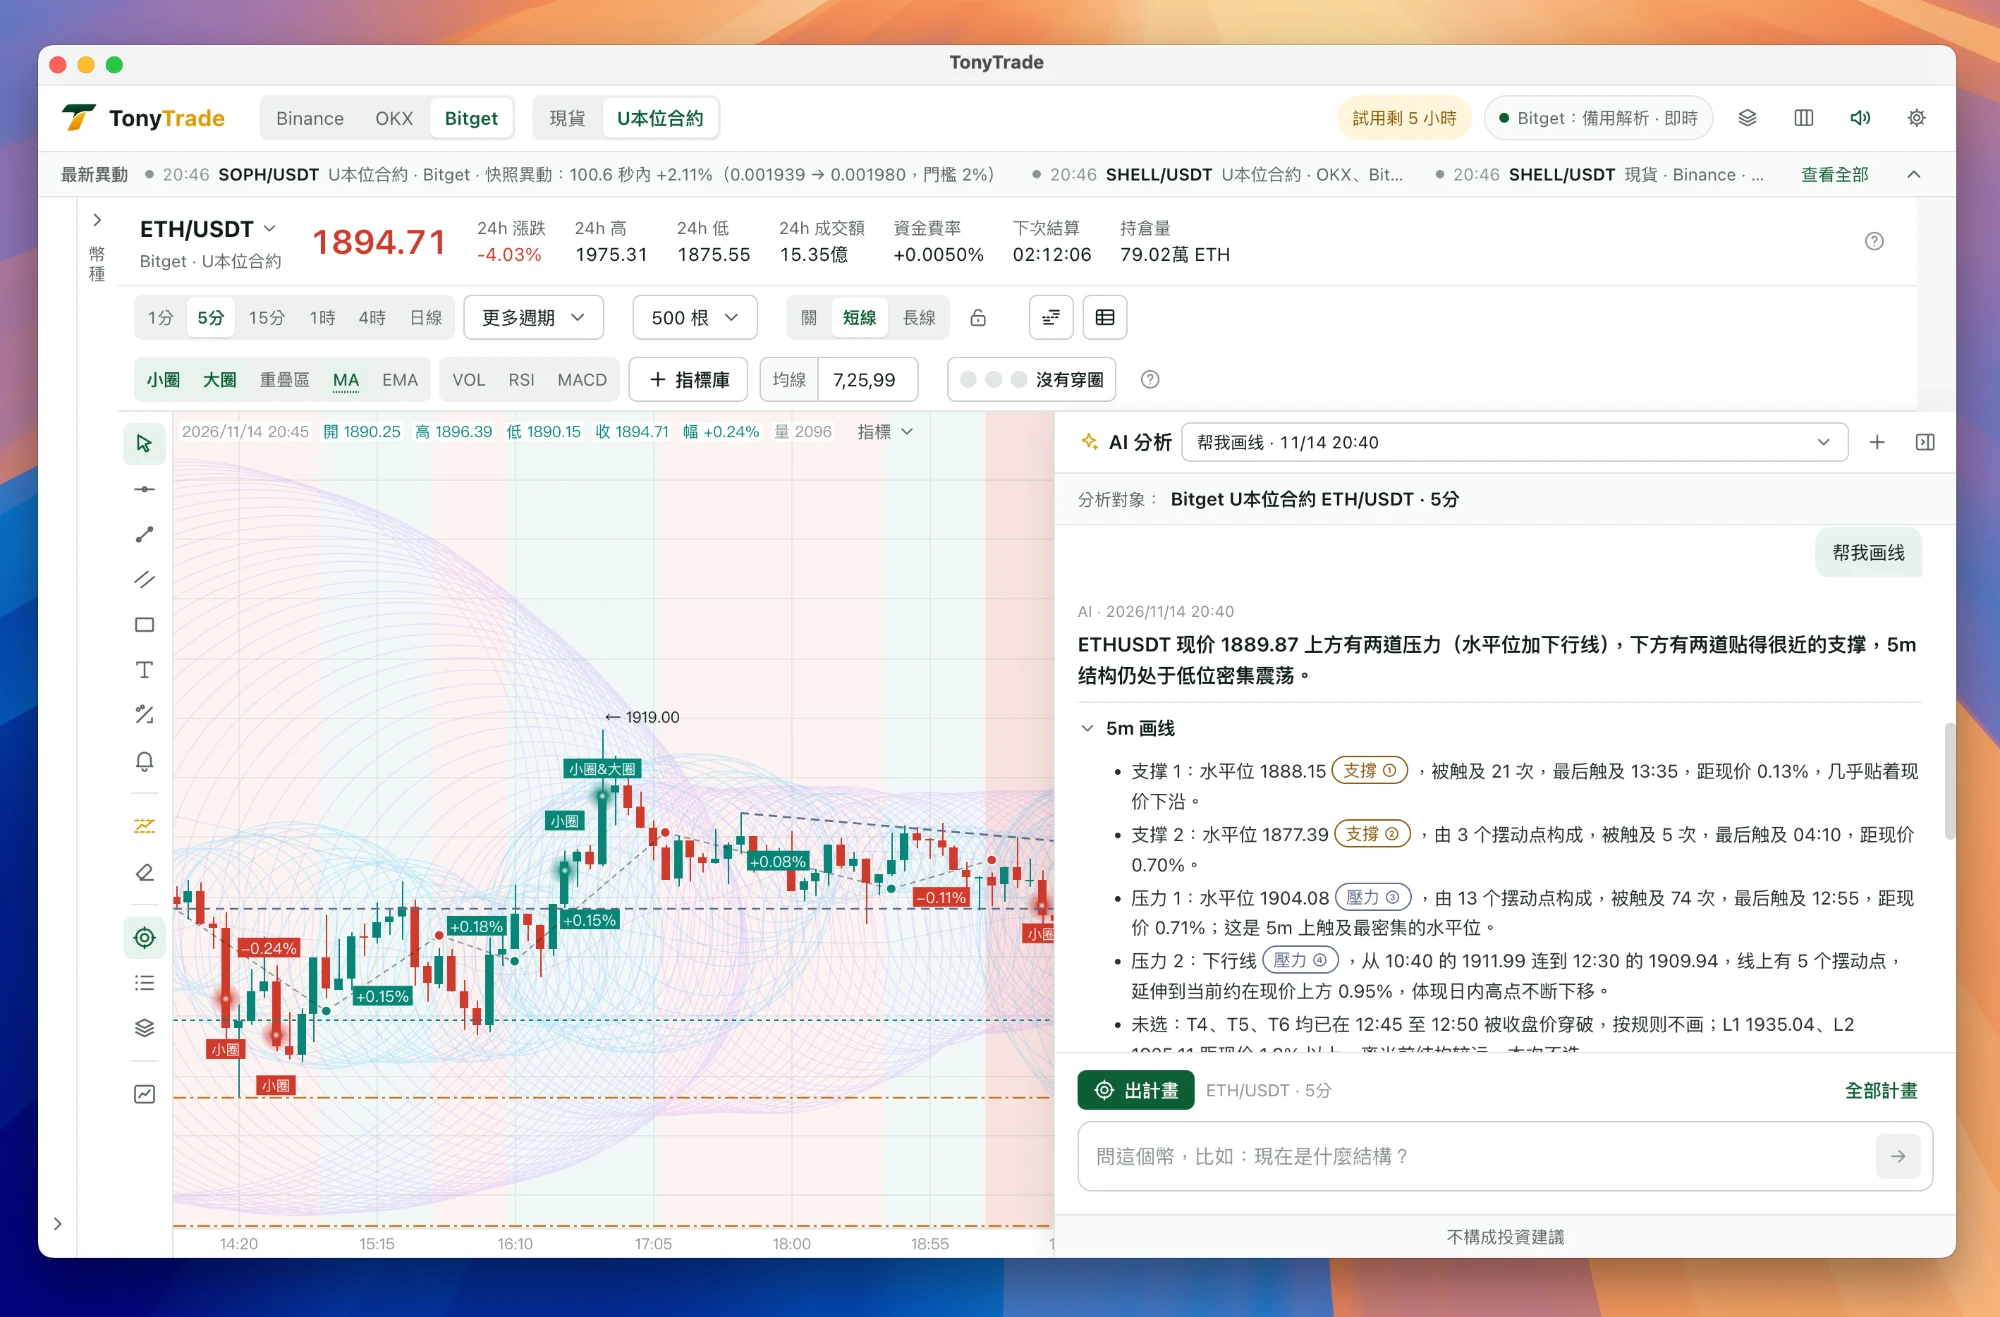 TonyTrade
TonyTrade
Binance OKX Bitget 現貨 U本位合約 試用剩 5 小時 Bitget：備用解析 · 即時
最新異動 20:46 SOPH/USDT U本位合約 · Bitget · 快照異動：100.6 秒內 +2.11%（0.001939 → 0.001980，門檻 2%） 20:46 SHELL/USDT U本位合約 · OKX、Bit... 20:46 SHELL/USDT 現貨 · Binance · ... 查看全部
幣種
ETH/USDT 1894.71 24h 漲跌 24h 高 24h 低 24h 成交額 資金費率 下次結算 持倉量
Bitget · U本位合約 -4.03% 1975.31 1875.55 15.35億 +0.0050% 02:12:06 79.02萬 ETH
1分 5分 15分 1時 4時 日線 更多週期 500 根 關 短線 長線
小圈 大圈 重疊區 MA EMA VOL RSI MACD 指標庫 均線 7,25,99 沒有穿圈
2026/11/14 20:45 開 1890.25 高 1896.39 低 1890.15 收 1894.71 幅 +0.24% 量 2096 指標
← 1919.00
小圈&大圈
小圈
+0.08%
−0.11%
+0.18%
+0.15%
小圈
−0.24%
+0.15%
小圈
小圈
14:20 15:15 16:10 17:05 18:00 18:55 1
AI 分析 帮我画线 · 11/14 20:40
分析對象： Bitget U本位合約 ETH/USDT · 5分
帮我画线
AI · 2026/11/14 20:40
ETHUSDT 现价 1889.87 上方有两道压力（水平位加下行线），下方有两道贴得很近的支撑，5m
结构仍处于低位密集震荡。
5m 画线
• 支撑 1：水平位 1888.15 支撐 ① ，被触及 21 次，最后触及 13:35，距现价 0.13%，几乎贴着现
价下沿。
• 支撑 2：水平位 1877.39 支撐 ② ，由 3 个摆动点构成，被触及 5 次，最后触及 04:10，距现价
0.70%。
• 压力 1：水平位 1904.08 壓力 ③ ，由 13 个摆动点构成，被触及 74 次，最后触及 12:55，距现
价 0.71%；这是 5m 上触及最密集的水平位。
• 压力 2：下行线 壓力 ④ ，从 10:40 的 1911.99 连到 12:30 的 1909.94，线上有 5 个摆动点，
延伸到当前约在现价上方 0.95%，体现日内高点不断下移。
• 未选：T4、T5、T6 均已在 12:45 至 12:50 被收盘价穿破，按规则不画；L1 1935.04、L2
出計畫 ETH/USDT · 5分 全部計畫
問這個幣，比如：現在是什麼結構？
不構成投資建議